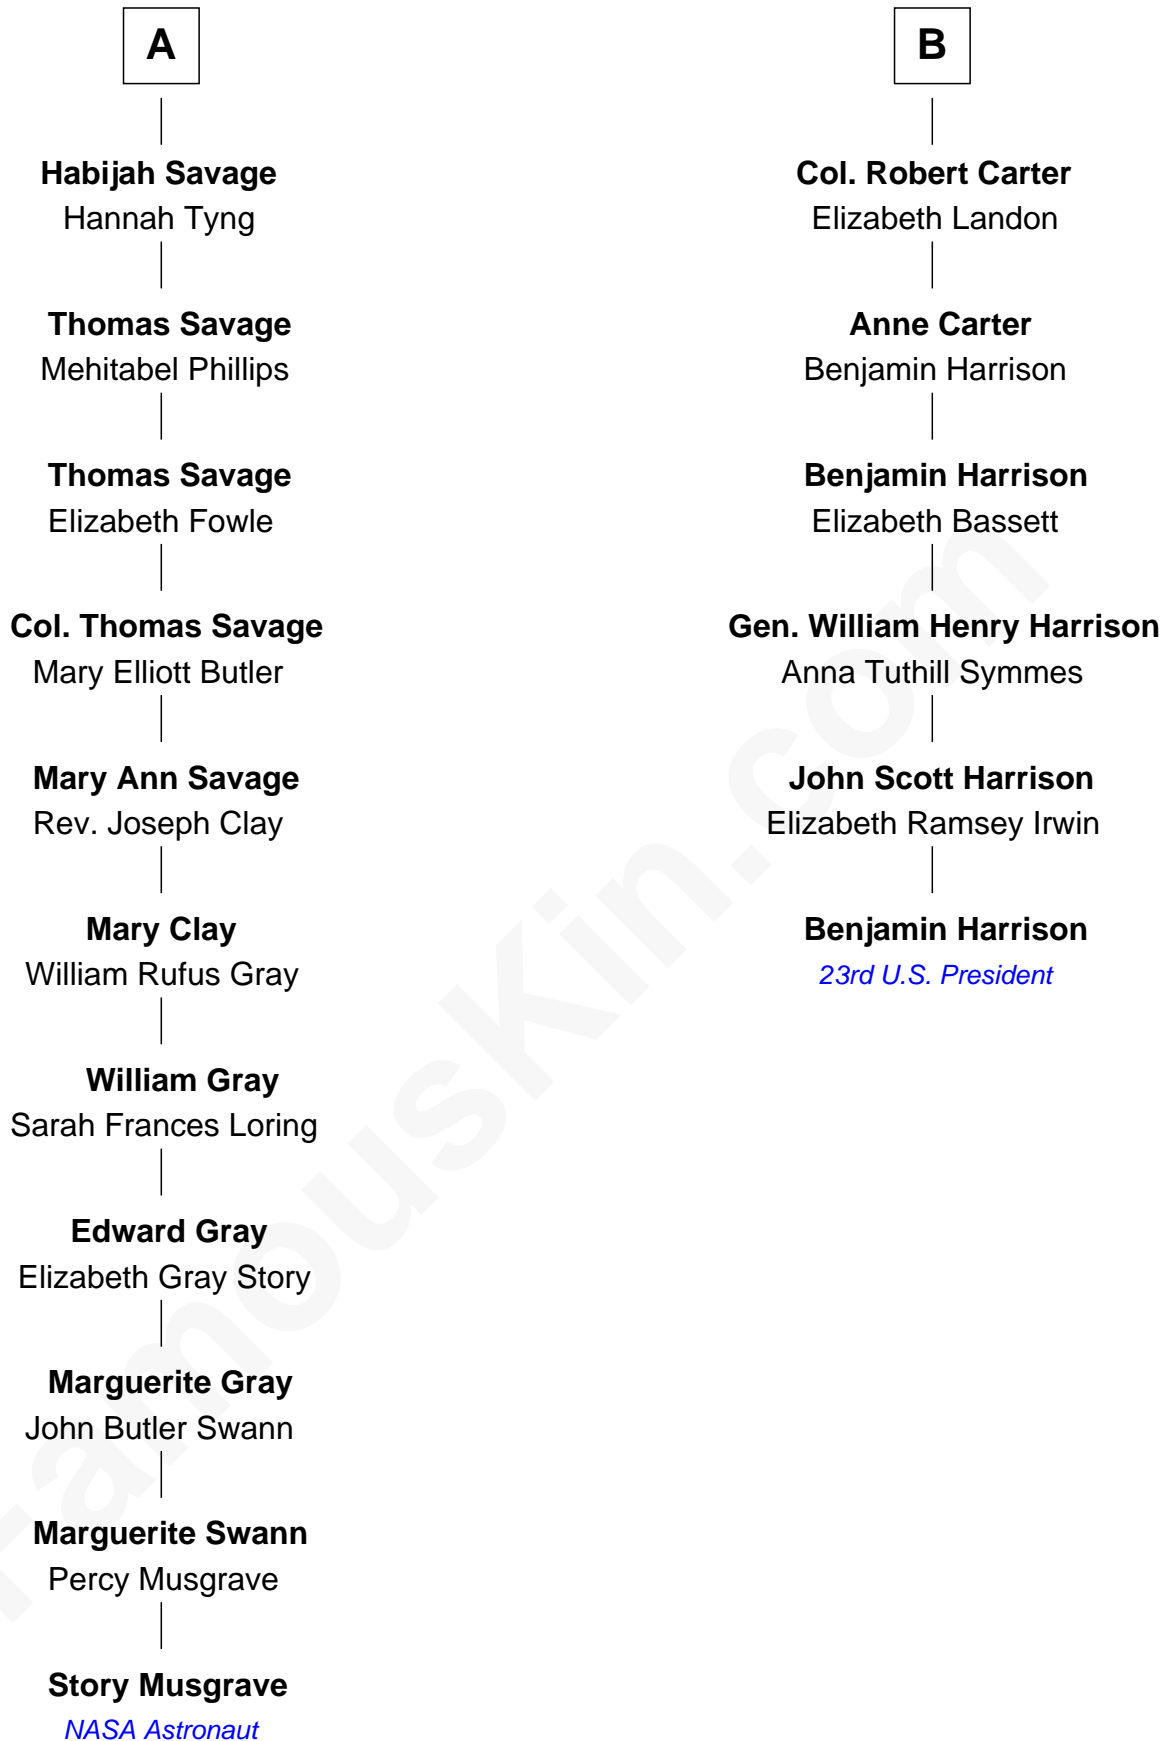 A
Habijah Savage
Hannah Tyng
Thomas Savage
Mehitabel Phillips
Thomas Savage
Elizabeth Fowle
Col. Thomas Savage
Mary Elliott Butler
Mary Ann Savage
Rev. Joseph Clay
Mary Clay
William Rufus Gray
William Gray
Sarah Frances Loring
Edward Gray
Elizabeth Gray Story
Marguerite Gray
John Butler Swann
Marguerite Swann
Percy Musgrave
Story Musgrave
NASA Astronaut
B
Col. Robert Carter
Elizabeth Landon
Anne Carter
Benjamin Harrison
Benjamin Harrison
Elizabeth Bassett
Gen. William Henry Harrison
Anna Tuthill Symmes
John Scott Harrison
Elizabeth Ramsey Irwin
Benjamin Harrison
23rd U.S. President
FamousKin.com